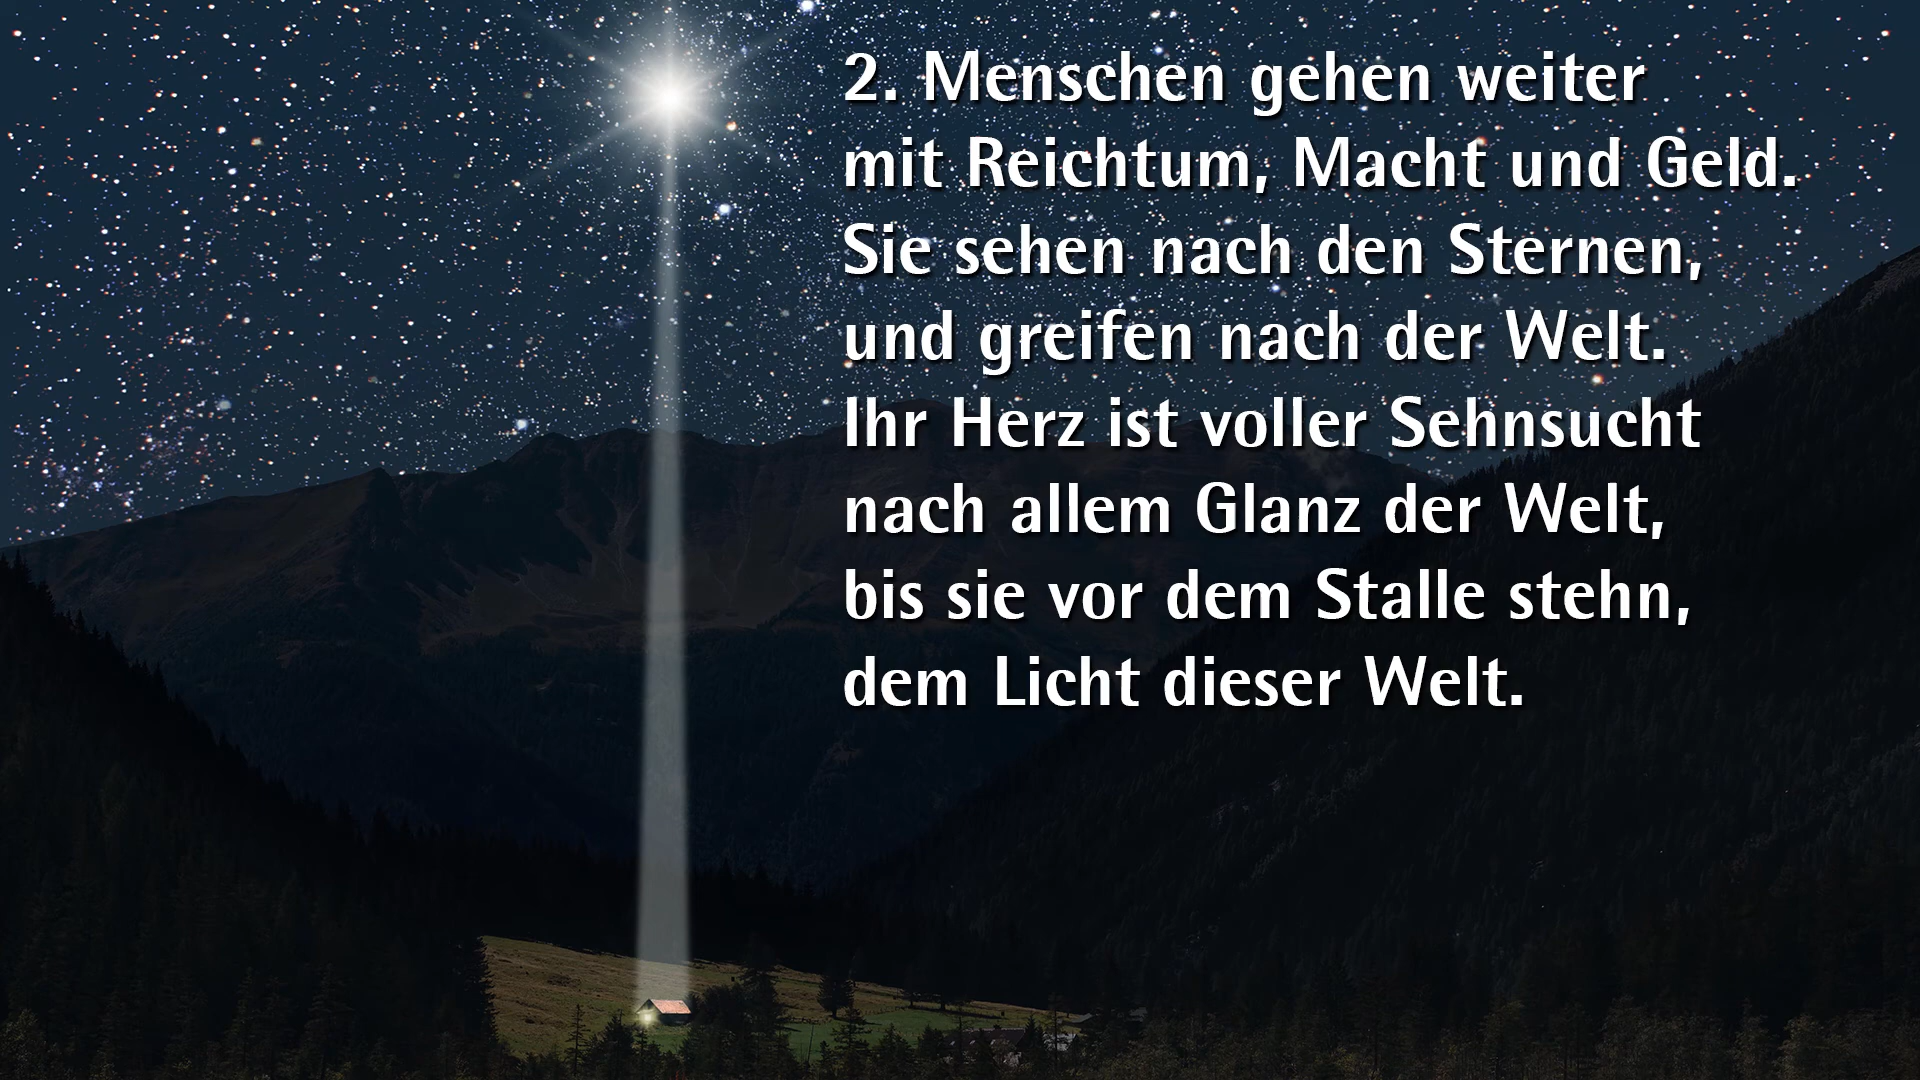 2. Menschen gehen weiter
mit Reichtum, Macht und Geld.
Sie sehen nach den Sternen,
und greifen nach der Welt.
Ihr Herz ist voller Sehnsucht
nach allem Glanz der Welt,
bis sie vor dem Stalle stehn,
dem Licht dieser Welt.